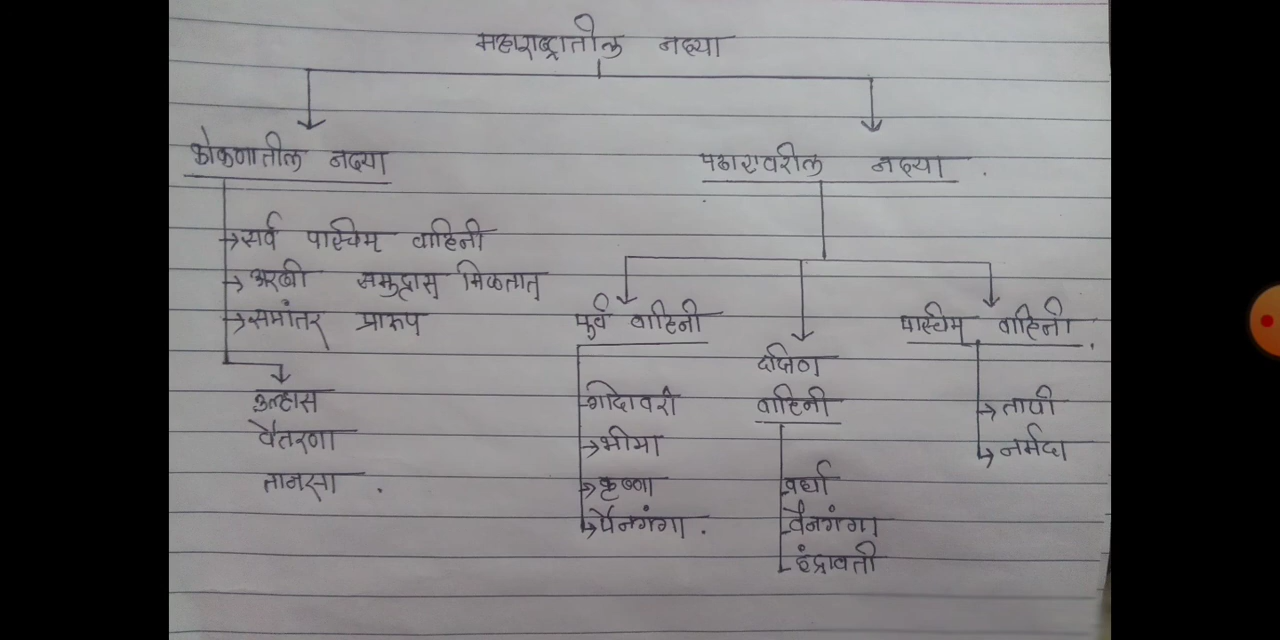 महाराष्ट्रातील नद्या
कोकणातील नद्या
→ सर्व पश्चिम वाहिनी
→ अरबी समुद्रास मिळतात
→ समांतर प्रारुप
उल्हास
वैतरणा
तानसा .
पठारावरील नद्या .
पुर्व वाहिनी
गोदावरी
→ भीमा
→ कृष्णा
→ पैनगंगा .
दक्षिण
वाहिनी
वर्धा
वैनगंगा
इंद्रावती
पाश्चिम वाहिनी .
→ तापी
→ नर्मदा